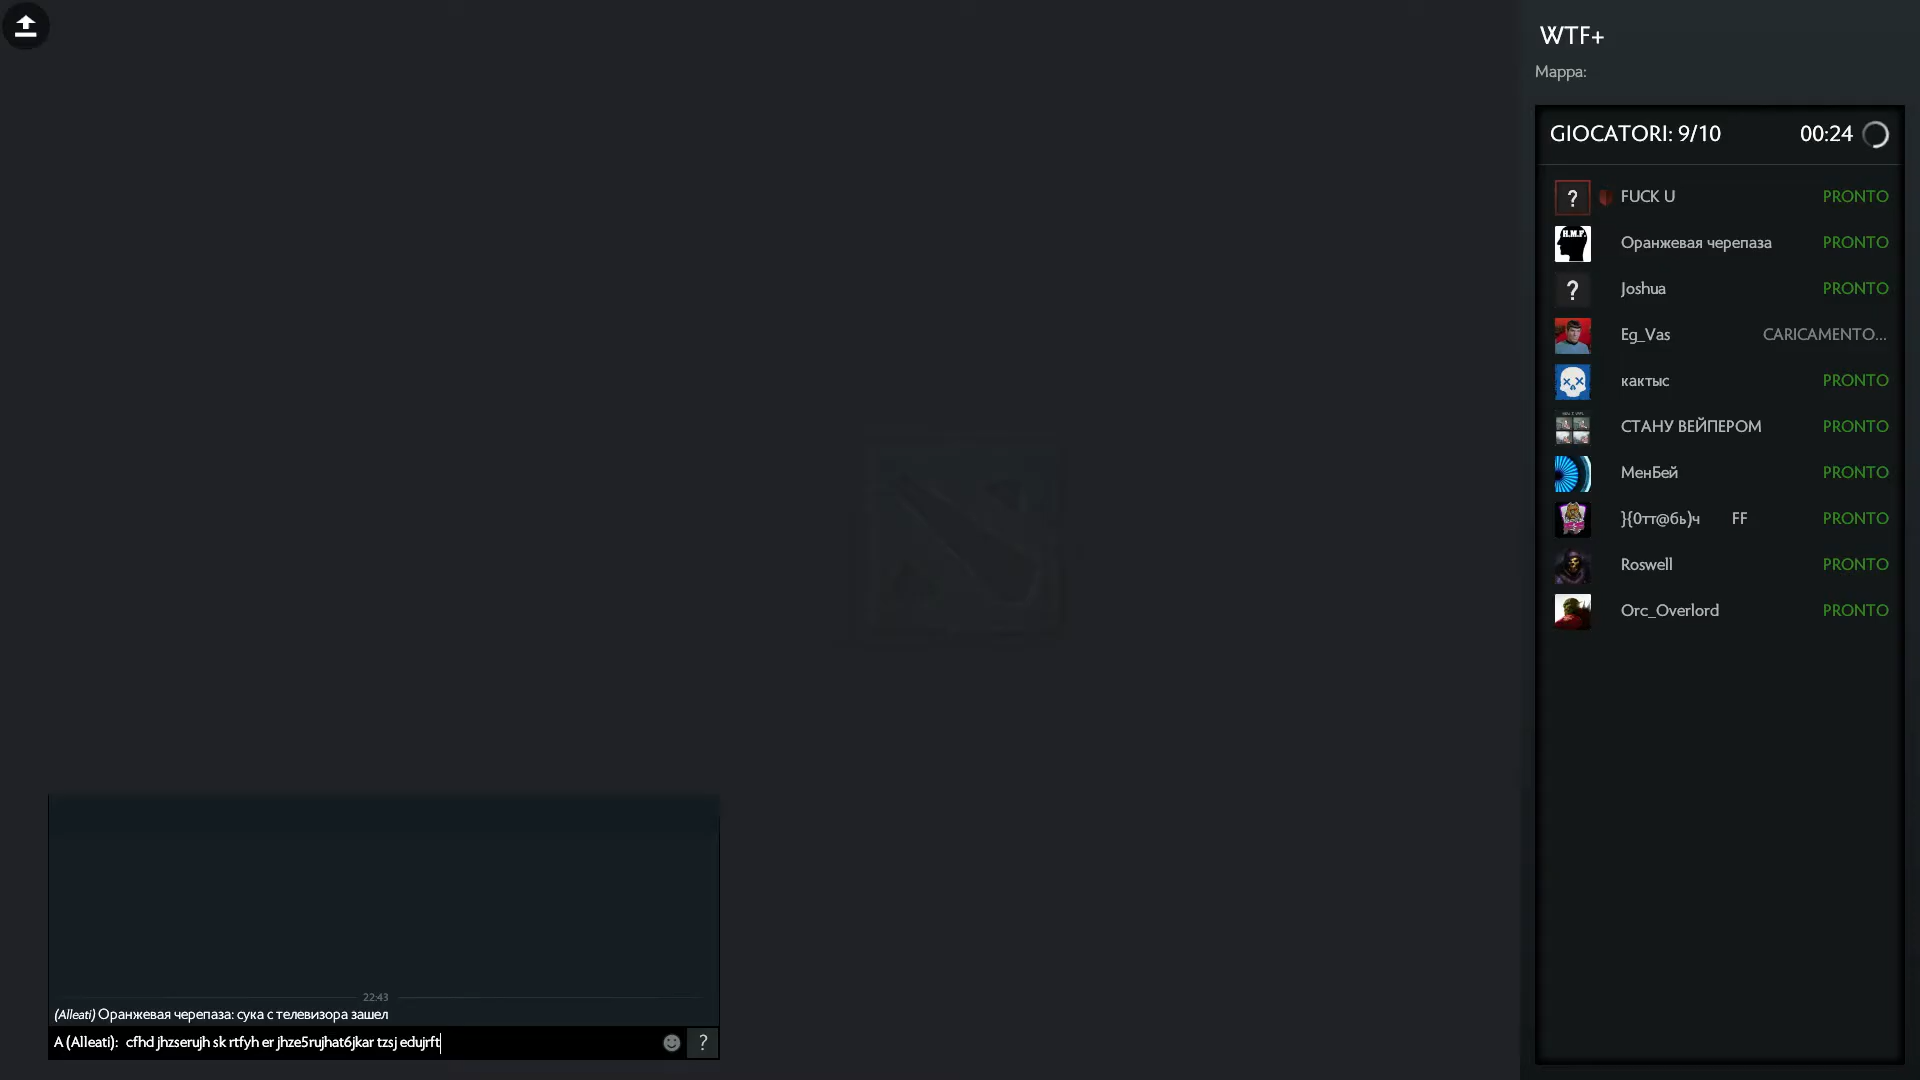 WTF+
Mappa:
GIOCATORI: 9/10 00:24
? FUCK U PRONTO
H.M.F. Оранжевая черепаза PRONTO
? Joshua PRONTO
Eg_Vas CARICAMENTO...
кактыс PRONTO
СТАНУ ВЕЙПЕРОМ PRONTO
МенБей PRONTO
}{0тт@бь)ч FF PRONTO
Roswell PRONTO
Orc_Overlord PRONTO
22:43
(Alleati) Оранжевая черепаза: сука с телевизора зашел
A (Alleati): cfhd jhzserujh sk rtfyh er jhze5rujhat6jkar tzsj edujrft
?